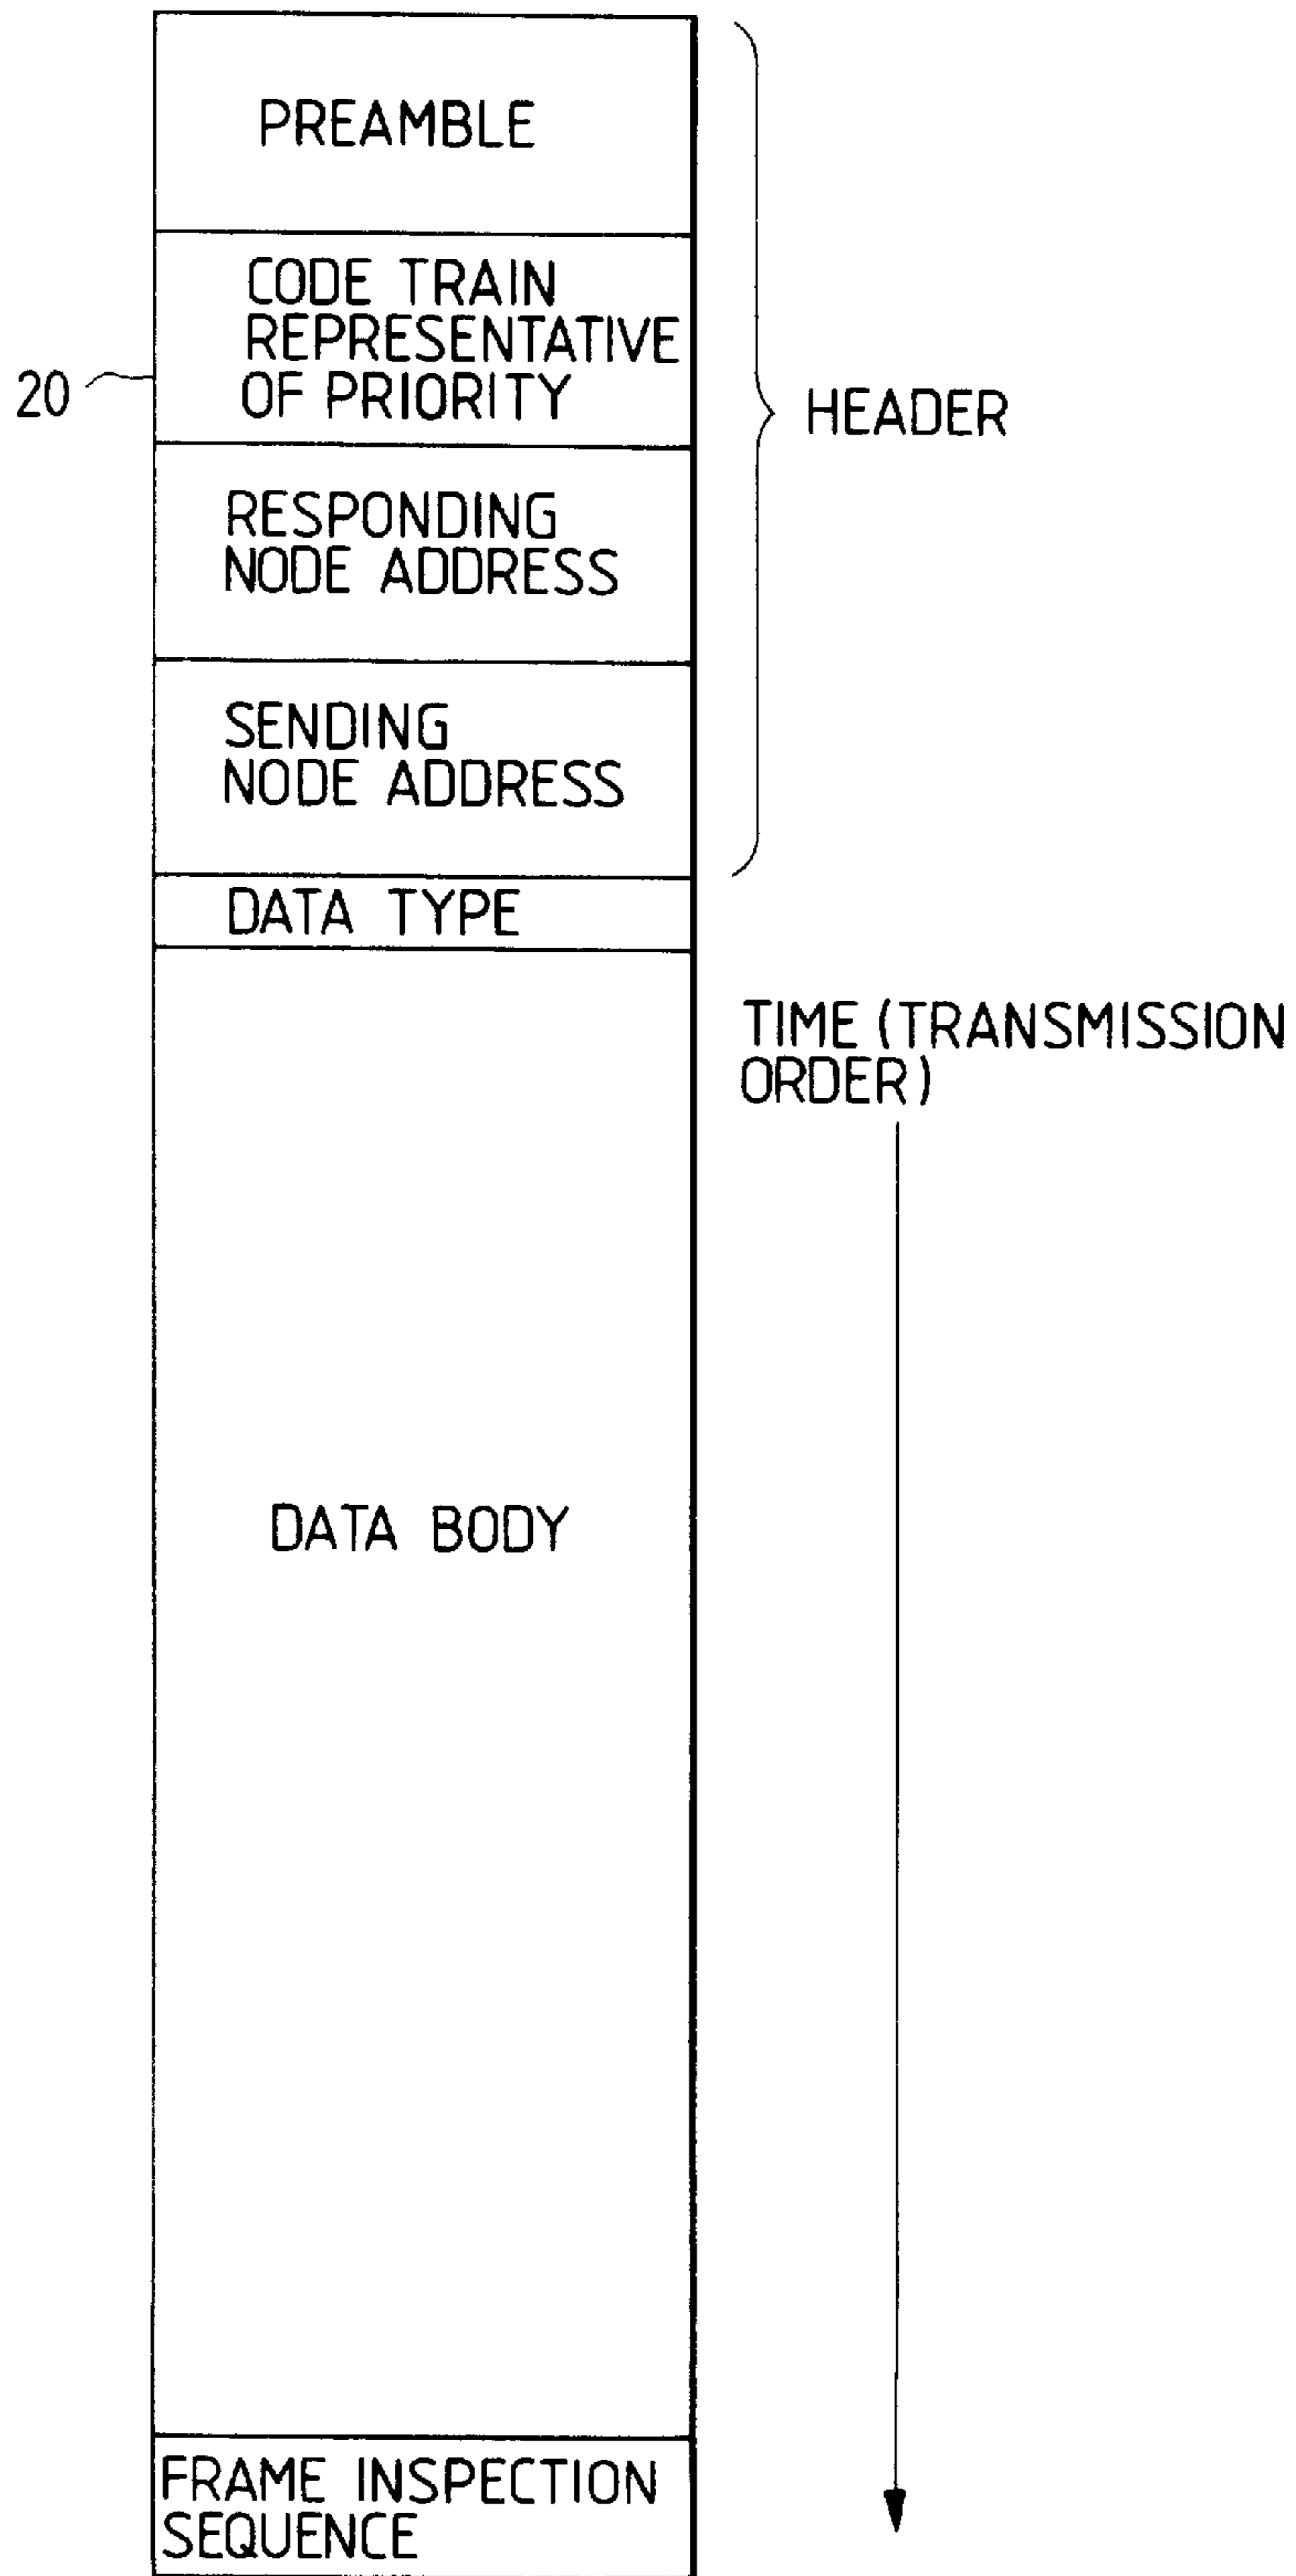 PREAMBLE
CODE TRAIN
REPRESENTATIVE
OF PRIORITY
20
HEADER
RESPONDING
NODE ADDRESS
SENDING
NODE ADDRESS
DATA TYPE
TIME (TRANSMISSION
ORDER)
DATA BODY
FRAME INSPECTION
SEQUENCE